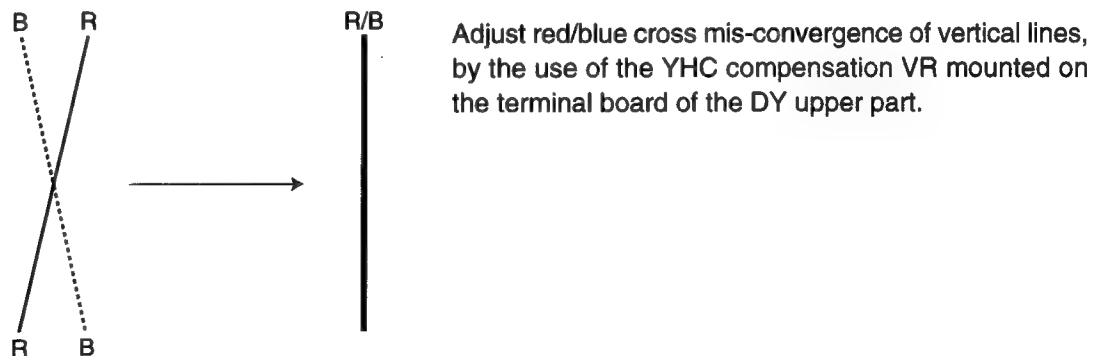 B R
R/B
Adjust red/blue cross mis-convergence of vertical lines,
by the use of the YHC compensation VR mounted on
the terminal board of the DY upper part.
R B